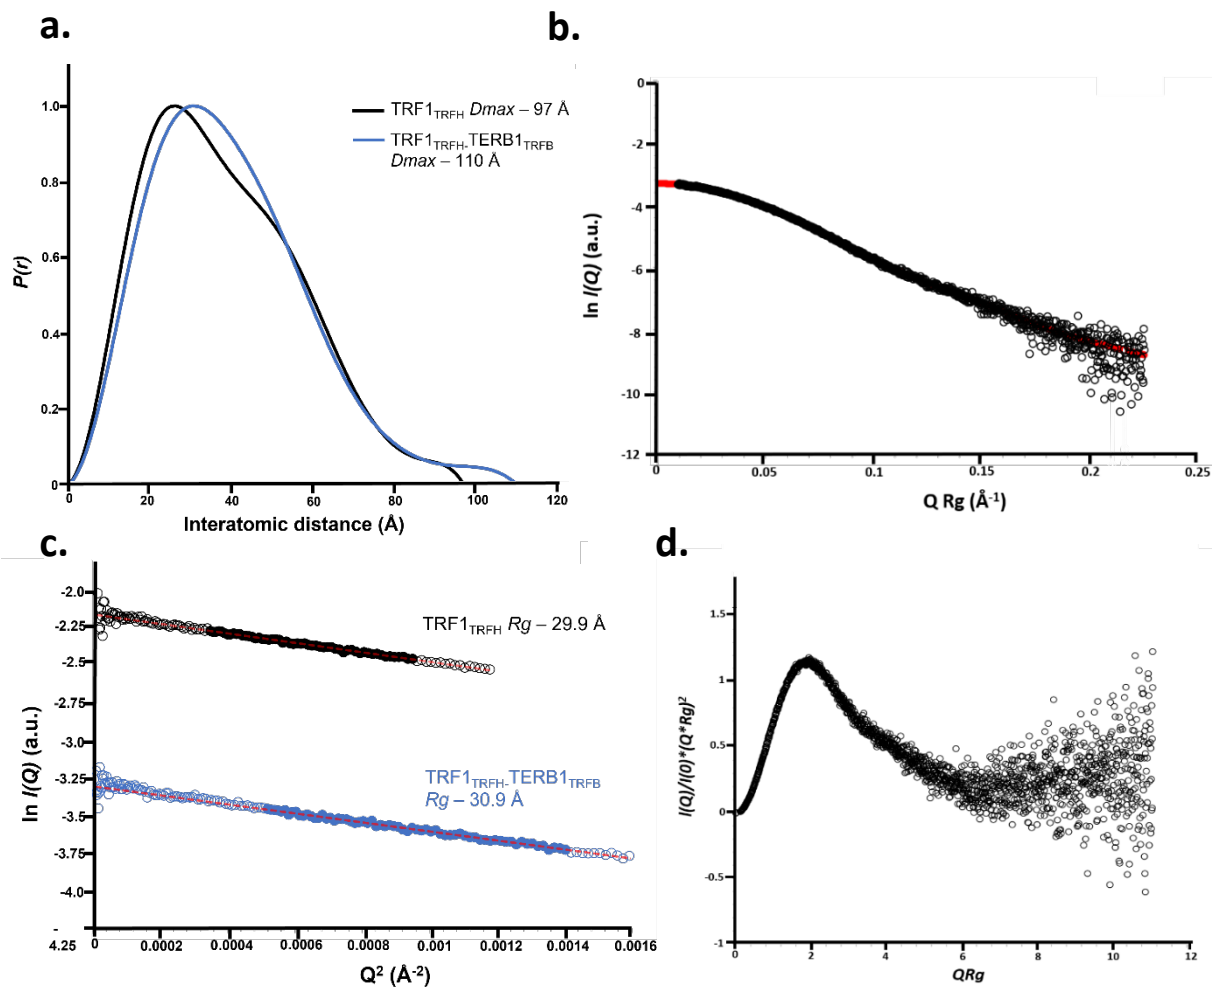 a.
P(r)
1.0
0.8
0.6
0.4
0.2
0
0 20 40 60 80 100 120
Interatomic distance (Å)
TRF1TRFH Dmax – 97 Å
TRF1TRFH-TERB1TRFB
Dmax – 110 Å
b.
ln I(Q) (a.u.)
0
-2
-4
-6
-8
-10
-12
0 0.05 0.1 0.15 0.2 0.25
Q Rg (Å-1)
c.
ln I(Q) (a.u.)
-2.0
-2.25
-2.5
-2.75
-3.0
-3.25
-3.5
-3.75
-4.0
-
4.25
0 0.0002 0.0004 0.0006 0.0008 0.001 0.0012 0.0014 0.0016
Q2 (Å-2)
TRF1TRFH Rg – 29.9 Å
TRF1TRFH-TERB1TRFB
Rg – 30.9 Å
d.
I(Q)/I(0)*(Q*Rg)2
1.5
1
0.5
0
-0.5
-1
0 2 4 6 8 10 12
QRg